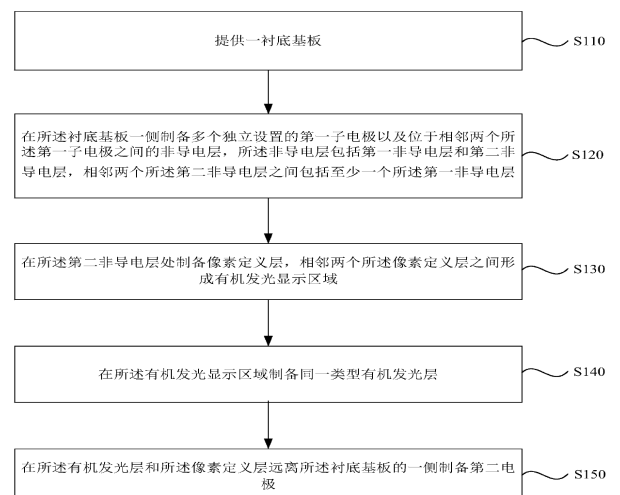 提供一衬底基板
S110
在所述衬底基板一侧制备多个独立设置的第一子电极以及位于相邻两个所
述第一子电极之间的非导电层，所述非导电层包括第一非导电层和第二非
导电层，相邻两个所述第二非导电层之间包括至少一个所述第一非导电层
S120
在所述第二非导电层处制备像素定义层，相邻两个所述像素定义层之间形
成有机发光显示区域
S130
在所述有机发光显示区域制备同一类型有机发光层
S140
在所述有机发光层和所述像素定义层远离所述衬底基板的一侧制备第二电
极
S150